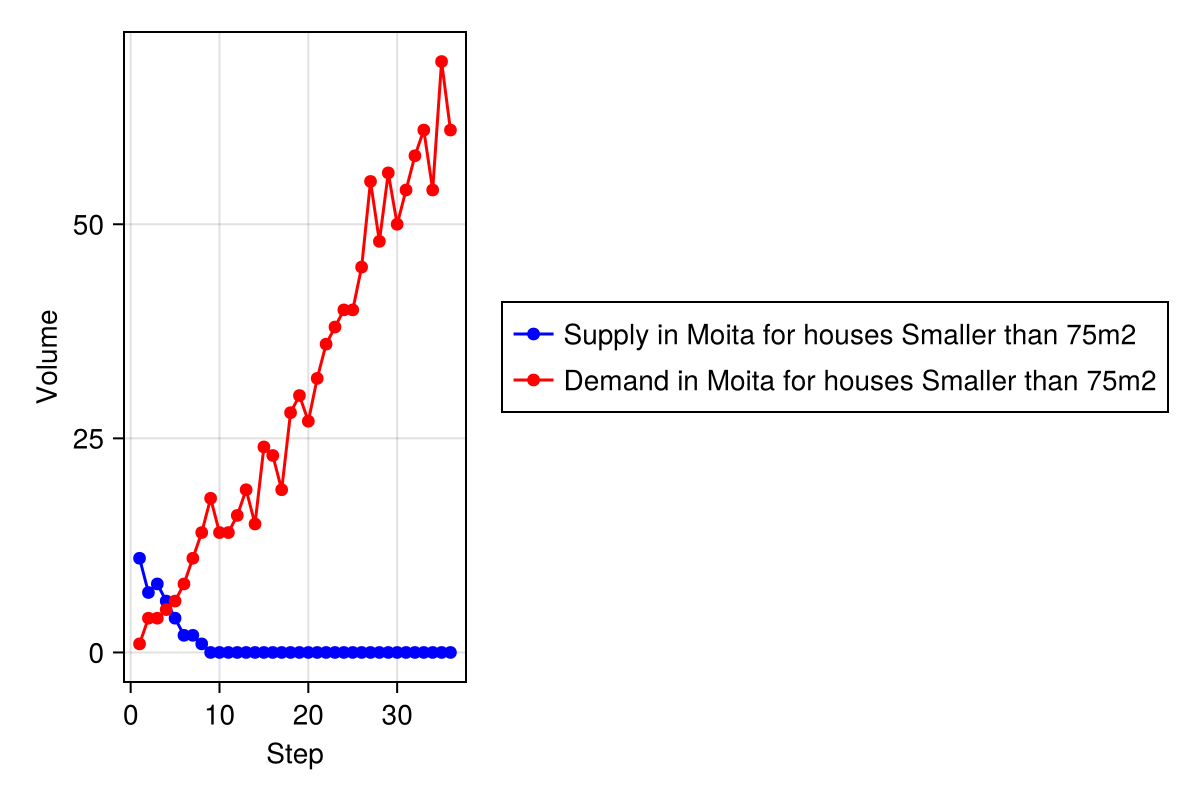 50
25
0
Volume
0 10 20 30
Step
Supply in Moita for houses Smaller than 75m2
Demand in Moita for houses Smaller than 75m2